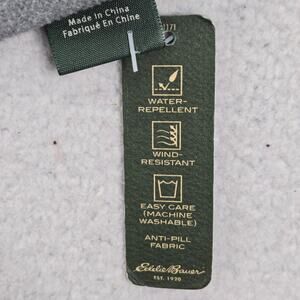 Made in China
Fabriqué En Chine
WATER-
REPELLENT
WIND-
RESISTANT
EASY CARE
(MACHINE
WASHABLE)
ANTI-PILL
FABRIC
Eddie Bauer
EST. 1920